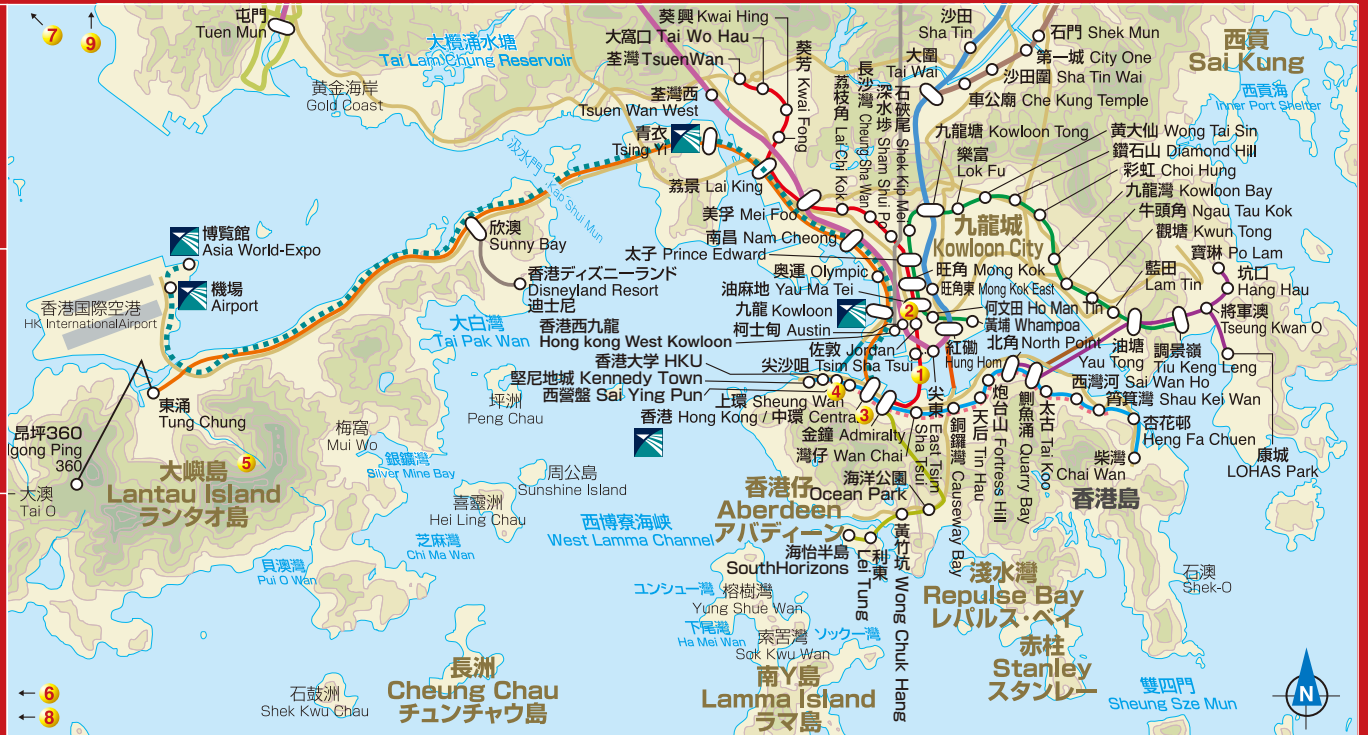 屯門
Tuen Mun
7
9
大欖涌水塘
Tai Lam Chung Reservoir
黄金海岸
Gold Coast
葵興 Kwai Hing
大窩口 Tai Wo Hau
荃灣 TsuenWan
荃灣西
Tsuen Wan West
青衣
Tsing Yi
葵芳 Kwai Fong
荔枝角 Lai Chi Kok
長沙灣 Cheung Sha Wan
深水埗 Sham Shui Po
石硤尾 Shek Kip Mei
沙田
Sha Tin
大圍
Tai Wai
石門 Shek Mun
第一城 City One
沙田圍 Sha Tin Wai
車公廟 Che Kung Temple
西貢
Sai Kung
西貢海
Inner Port Shelter
九龍塘 Kowloon Tong
樂富
Lok Fu
黃大仙 Wong Tai Sin
鑽石山 Diamond Hill
彩虹 Choi Hung
九龍灣 Kowloon Bay
牛頭角 Ngau Tau Kok
觀塘 Kwun Tong
藍田
Lam Tin
寶琳 Po Lam
坑口
Hang Hau
將軍澳
Tseung Kwan O
九龍城
Kowloon City
Kap Shui Mun
荔景 Lai King
美孚 Mei Foo
南昌 Nam Cheong
太子 Prince Edward
奧運 Olympic
油麻地 Yau Ma Tei
九龍 Kowloon
柯士甸 Austin
佐敦 Jordan
尖沙咀 Tsim Sha Tsui
旺角 Mong Kok
旺角東 Mong Kok East
何文田 Ho Man Tin
黃埔 Whampoa
北角 North Point
紅磡
Hung Hom
油塘
Yau Tong
調景嶺
Tiu Keng Leng
西灣河 Sai Wan Ho
筲箕灣 Shau Kei Wan
杏花邨
Heng Fa Chuen
柴灣
Chai Wan
康城
LOHAS Park
博覧館
Asia World-Expo
機場
Airport
香港国際空港
HK InternationalAirport
欣澳
Sunny Bay
香港ディズニーランド
Disneyland Resort
迪士尼
大白灣
Tai Pak Wan
香港西九龍
Hong kong West Kowloon
香港大学 HKU
堅尼地城 Kennedy Town
西營盤 Sai Ying Pun
上環 Sheung Wan
香港 Hong Kong / 中環 Central
金鐘 Admiralty
灣仔 Wan Chai
海洋公園
Ocean Park
1
2
3
4
5
尖東 East Tsim
Sha Tsui
銅鑼灣 Causeway Bay
天后 Tin Hau
炮台山 Fortress Hill
鰂魚涌 Quarry Bay
太古 Tai Koo
香港島
東涌
Tung Chung
昂坪360
gong Ping
360
大澳
Tai O
大嶼島
Lantau Island
ランタオ島
梅窩
Mui Wo
銀鑛灣
Silver Mine Bay
坪洲
Peng Chau
周公島
Sunshine Island
喜靈洲
Hei Ling Chau
芝麻灣
Chi Ma Wan
貝澳灣
Pui O Wan
西博寮海峡
West Lamma Channel
香港仔
Aberdeen
アバディーン
海怡半島
SouthHorizons
利東
Lei Tung
黃竹坑 Wong Chuk Hang
淺水灣
Repulse Bay
レパルス・ベイ
赤柱
Stanley
スタンレー
石澳
Shek-O
ユンシュー灣
榕樹灣
Yung Shue Wan
下尾灣
Ha Mei Wan
索罟灣
Sok Kwu Wan
ソックー灣
南Y島
Lamma Island
ラマ島
長洲
Cheung Chau
チュンチャウ島
石鼓洲
Shek Kwu Chau
雙四門
Sheung Sze Mun
6
8
N